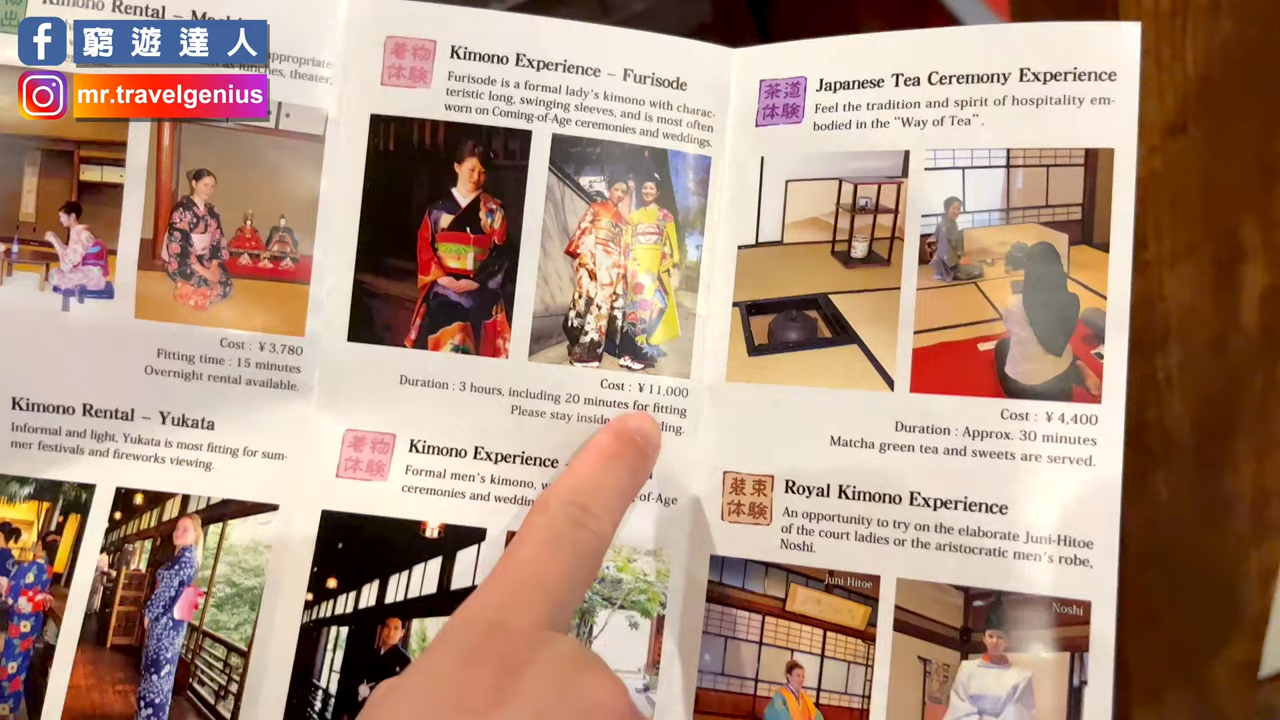 窮遊達人
mr.travelgenius
Kimono Rental –
appropriate
lunches, theater,
Cost : ¥3,780
Fitting time : 15 minutes
Overnight rental available.
Kimono Rental – Yukata
Informal and light, Yukata is most fitting for sum-
mer festivals and fireworks viewing.
着物
体験
Kimono Experience – Furisode
Furisode is a formal lady's kimono with charac-
teristic long, swinging sleeves, and is most often
worn on Coming-of-Age ceremonies and weddings.
Cost : ¥11,000
Duration : 3 hours, including 20 minutes for fitting
Please stay inside
着物
体験
Kimono Experience –
Formal men's kimono,
-of-Age
ceremonies and
茶道
体験
Japanese Tea Ceremony Experience
Feel the tradition and spirit of hospitality em-
bodied in the “Way of Tea”.
Cost : ¥4,400
Duration : Approx. 30 minutes
Matcha green tea and sweets are served.
装束
体験
Royal Kimono Experience
An opportunity to try on the elaborate Juni-Hitoe
of the court ladies or the aristocratic men's robe,
Noshi.
Juni-Hitoe
Noshi